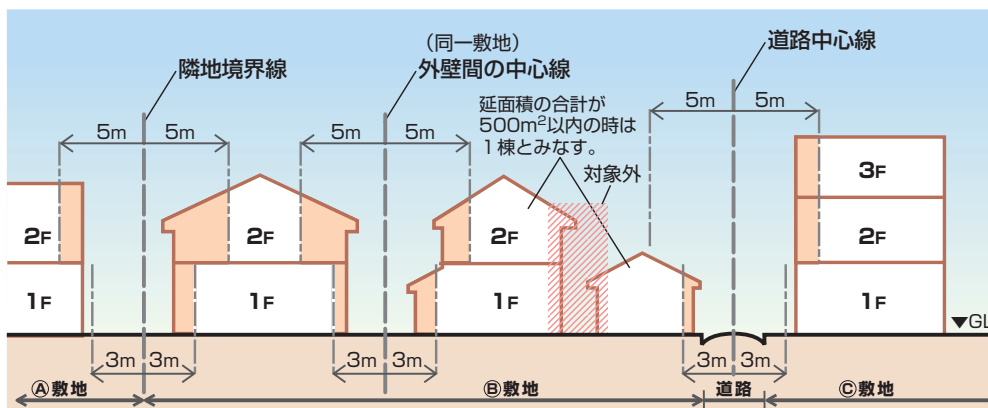 隣地境界線
（同一敷地）
外壁間の中心線
道路中心線
延面積の合計が
500m²以内の時は
1棟とみなす。
対象外
5m 5m
5m 5m
5m 5m
3F
2F
2F
2F
2F
1F
1F
1F
1F
▼GL
3m 3m
3m 3m
3m 3m
Ⓐ敷地
Ⓑ敷地
道路
Ⓒ敷地